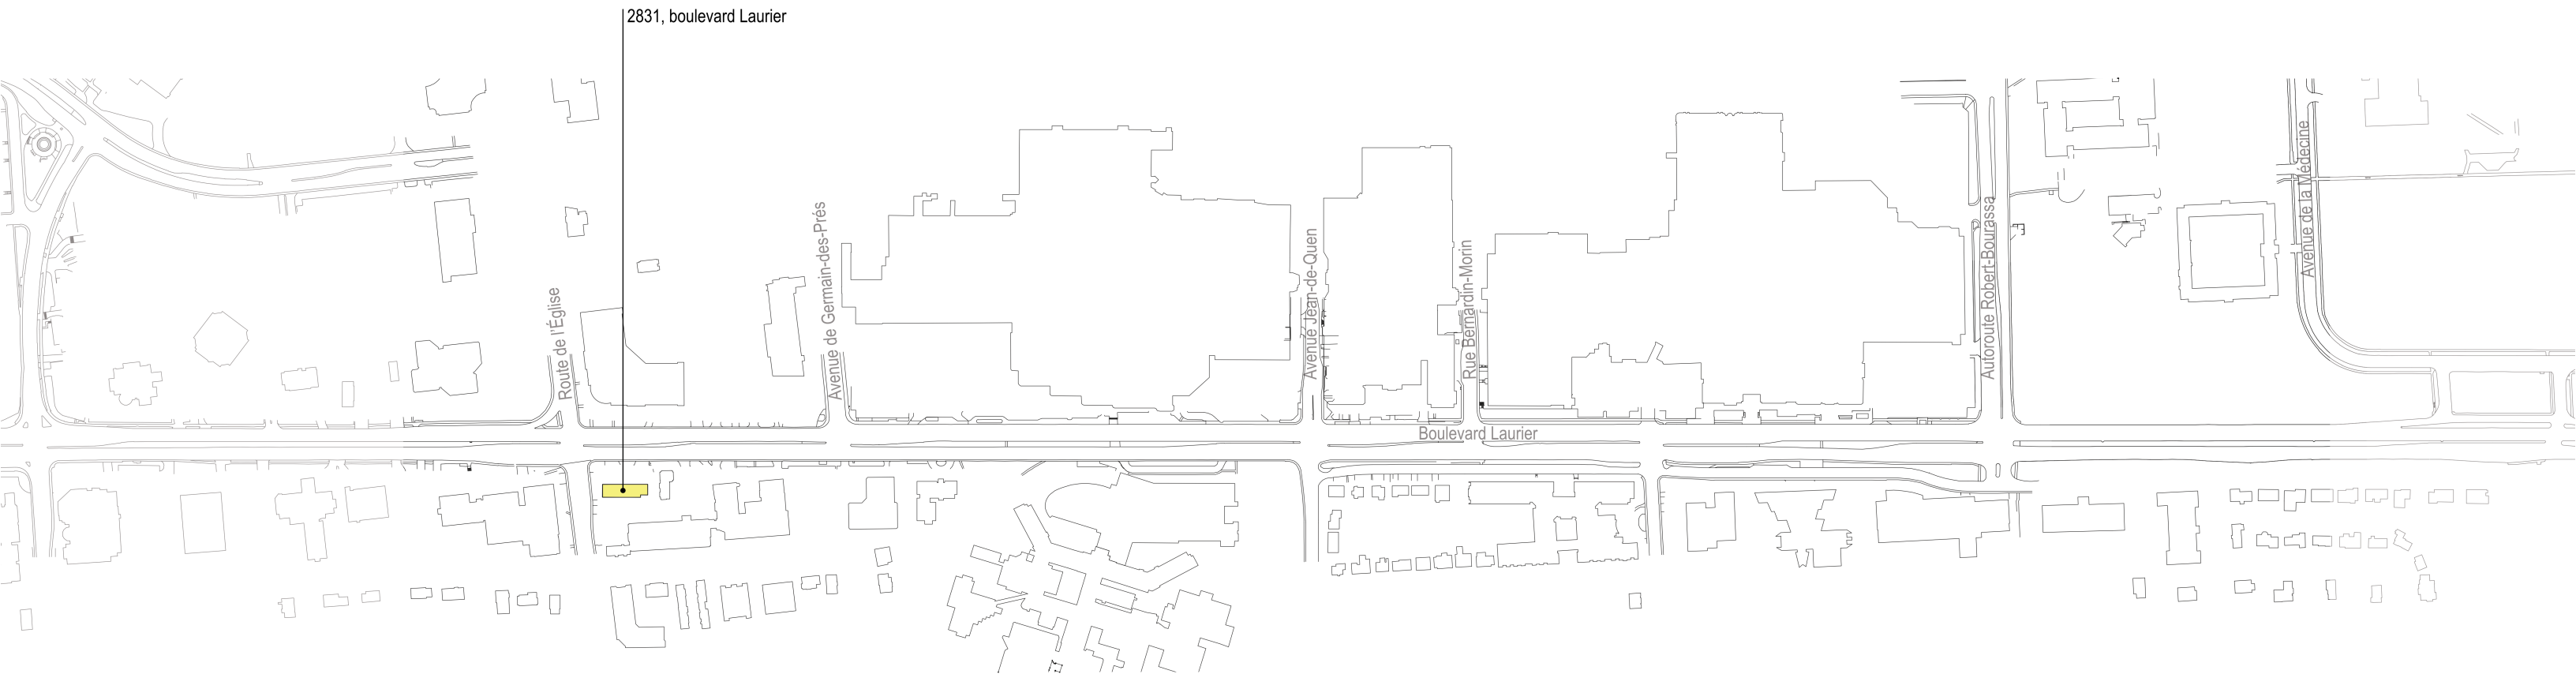 2831, boulevard Laurier
Route de l'Église
Avenue de Germain-des-Prés
Avenue Jean-de-Quen
Rue Bernardin-Morin
Autoroute Robert-Bourassa
Avenue de la Médecine
Boulevard Laurier